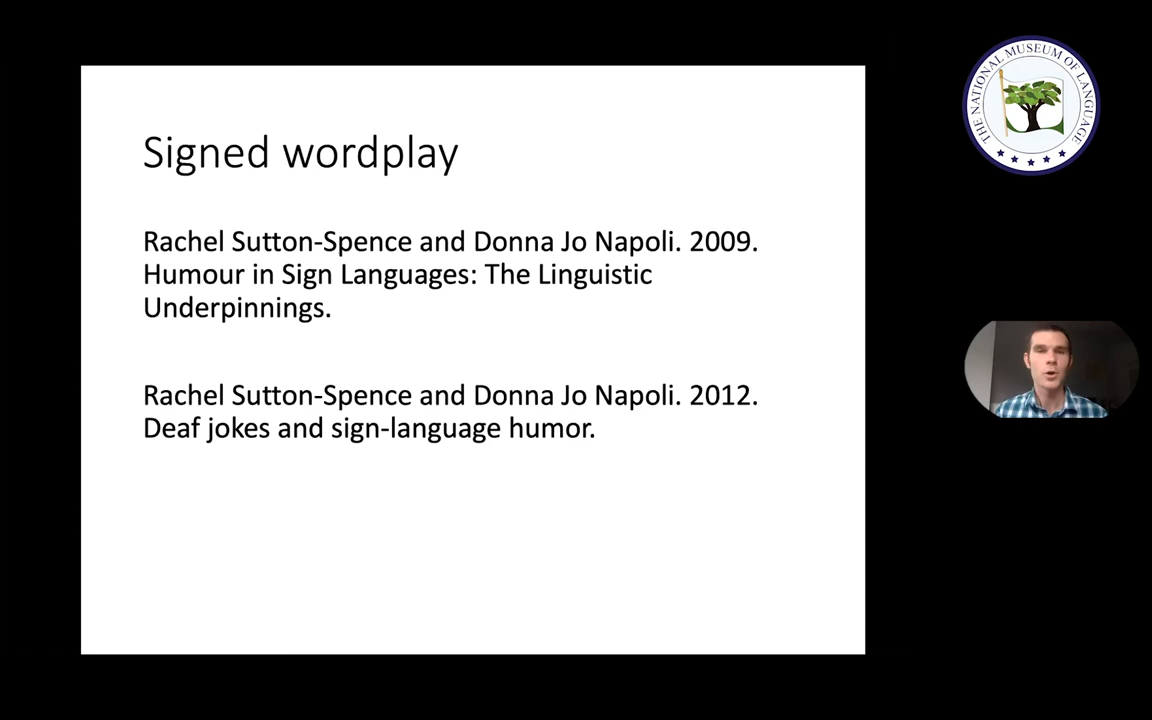 Signed wordplay
Rachel Sutton-Spence and Donna Jo Napoli. 2009.
Humour in Sign Languages: The Linguistic
Underpinnings.
Rachel Sutton-Spence and Donna Jo Napoli. 2012.
Deaf jokes and sign-language humor.
THE NATIONAL MUSEUM OF LANGUAGE